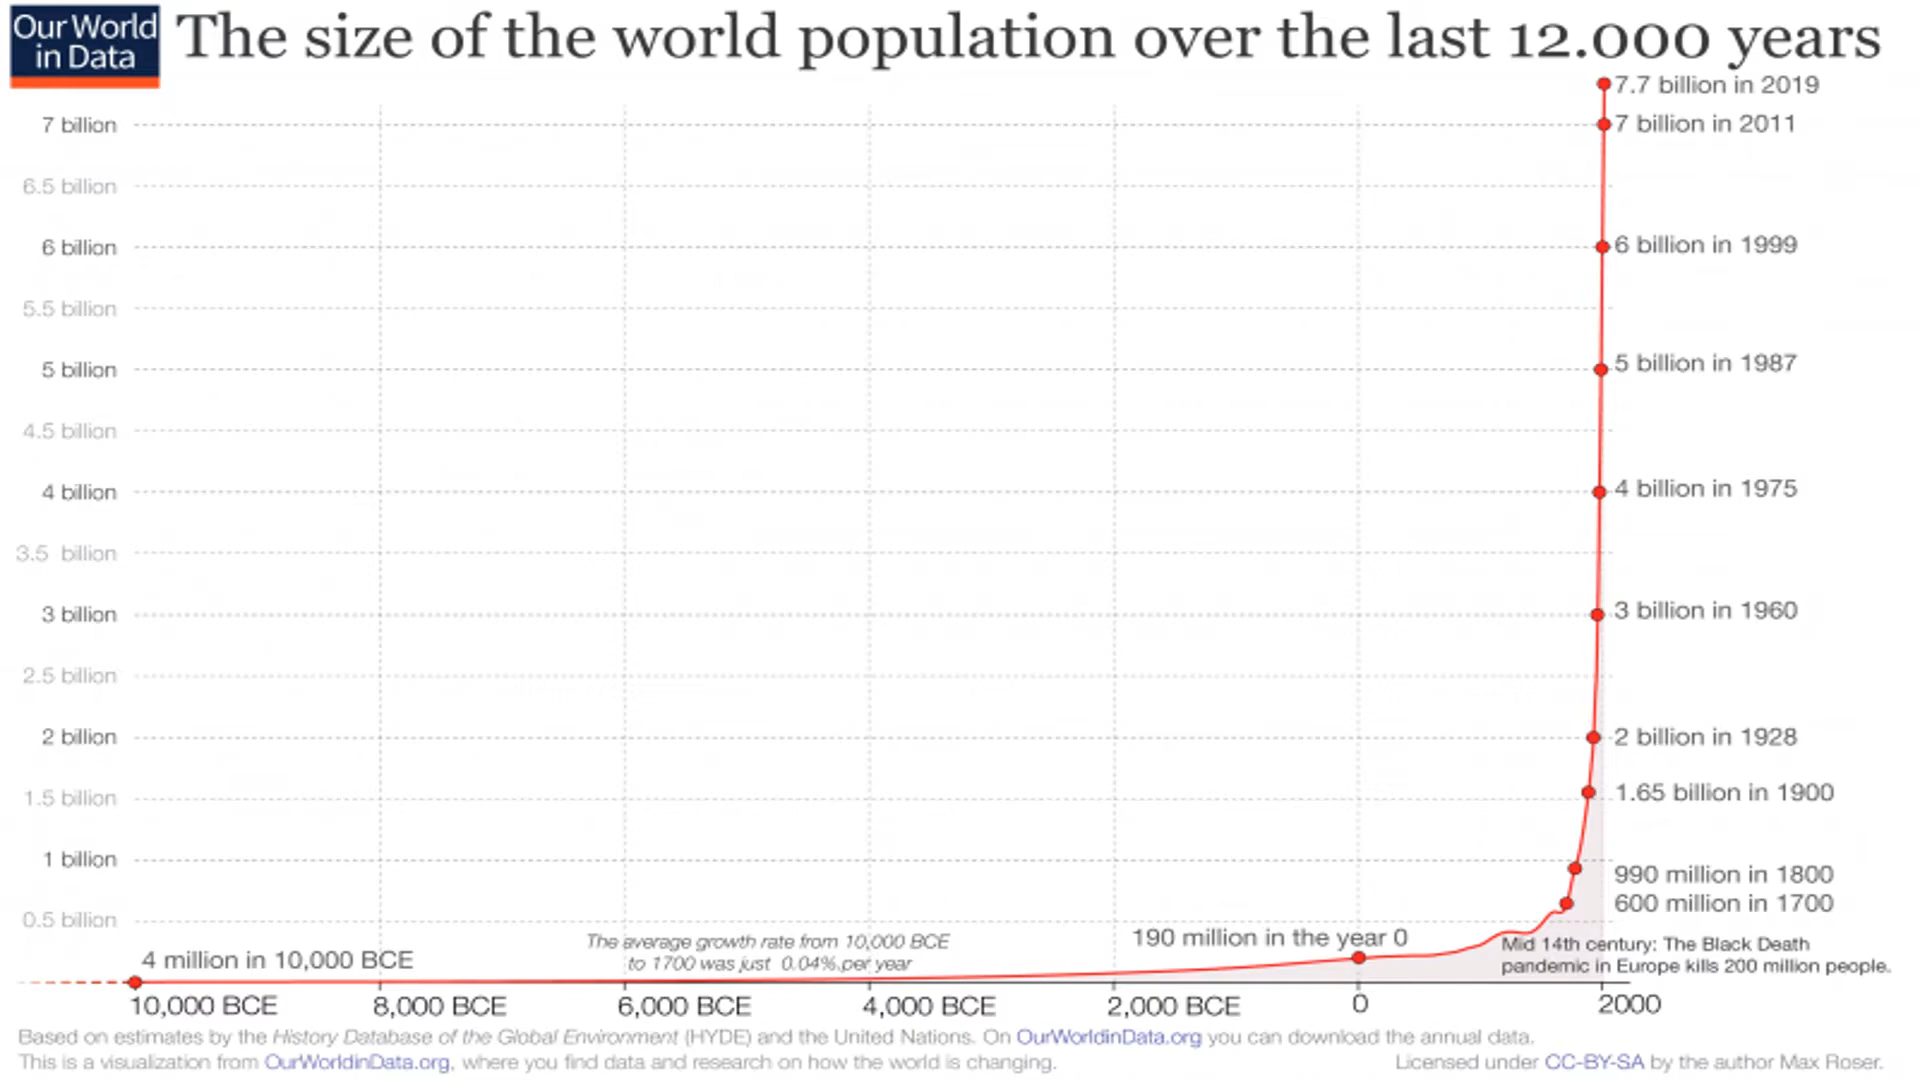 Our World
in Data
The size of the world population over the last 12.000 years
7.7 billion in 2019
7 billion
7 billion in 2011
6.5 billion
6 billion
6 billion in 1999
5.5 billion
5 billion
5 billion in 1987
4.5 billion
4 billion
4 billion in 1975
3.5 billion
3 billion
3 billion in 1960
2.5 billion
2 billion
2 billion in 1928
1.5 billion
1.65 billion in 1900
1 billion
990 million in 1800
600 million in 1700
0.5 billion
4 million in 10,000 BCE
The average growth rate from 10,000 BCE
to 1700 was just 0.04% per year
190 million in the year 0
Mid 14th century: The Black Death
pandemic in Europe kills 200 million people.
10,000 BCE
8,000 BCE
6,000 BCE
4,000 BCE
2,000 BCE
0
2000
Based on estimates by the History Database of the Global Environment (HYDE) and the United Nations. On OurWorldinData.org you can download the annual data.
This is a visualization from OurWorldinData.org, where you find data and research on how the world is changing.
Licensed under CC-BY-SA by the author Max Roser.